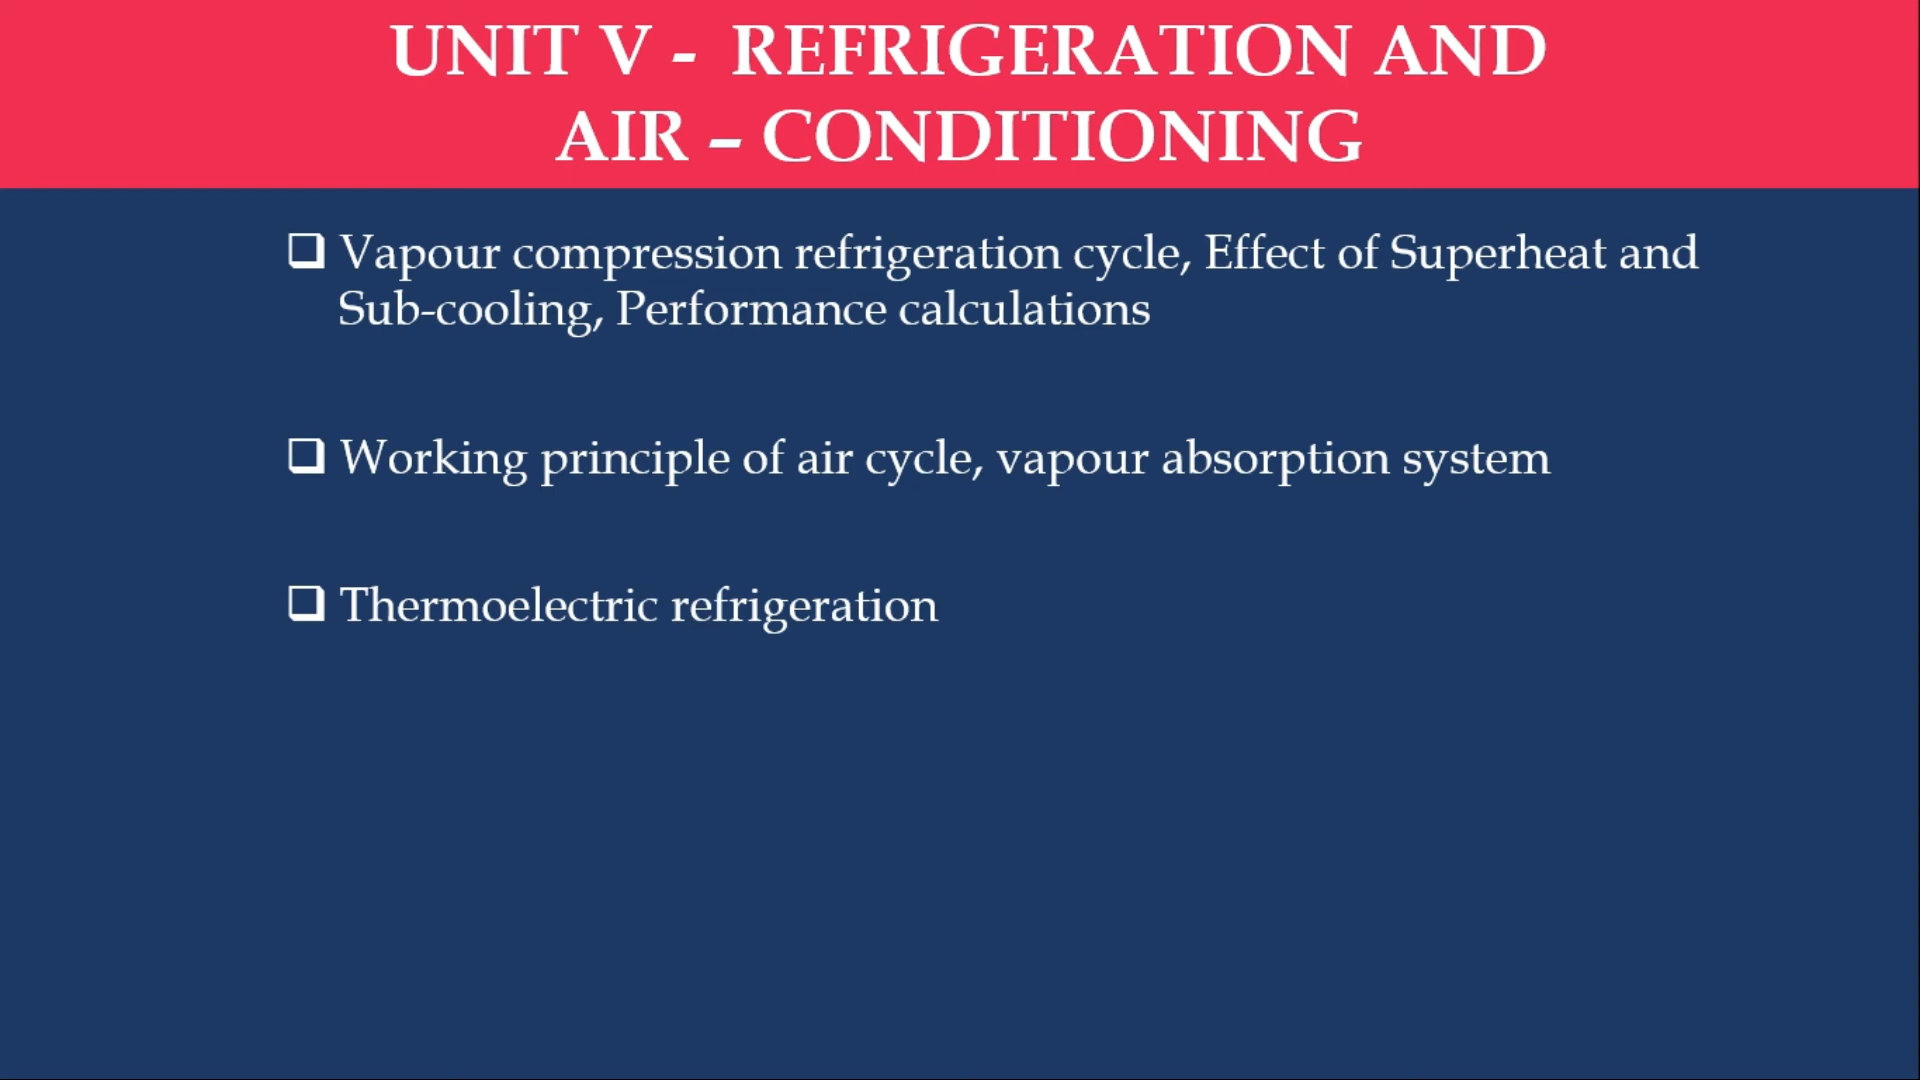 UNIT V - REFRIGERATION AND
AIR – CONDITIONING
❑ Vapour compression refrigeration cycle, Effect of Superheat and
Sub-cooling, Performance calculations
❑ Working principle of air cycle, vapour absorption system
❑ Thermoelectric refrigeration